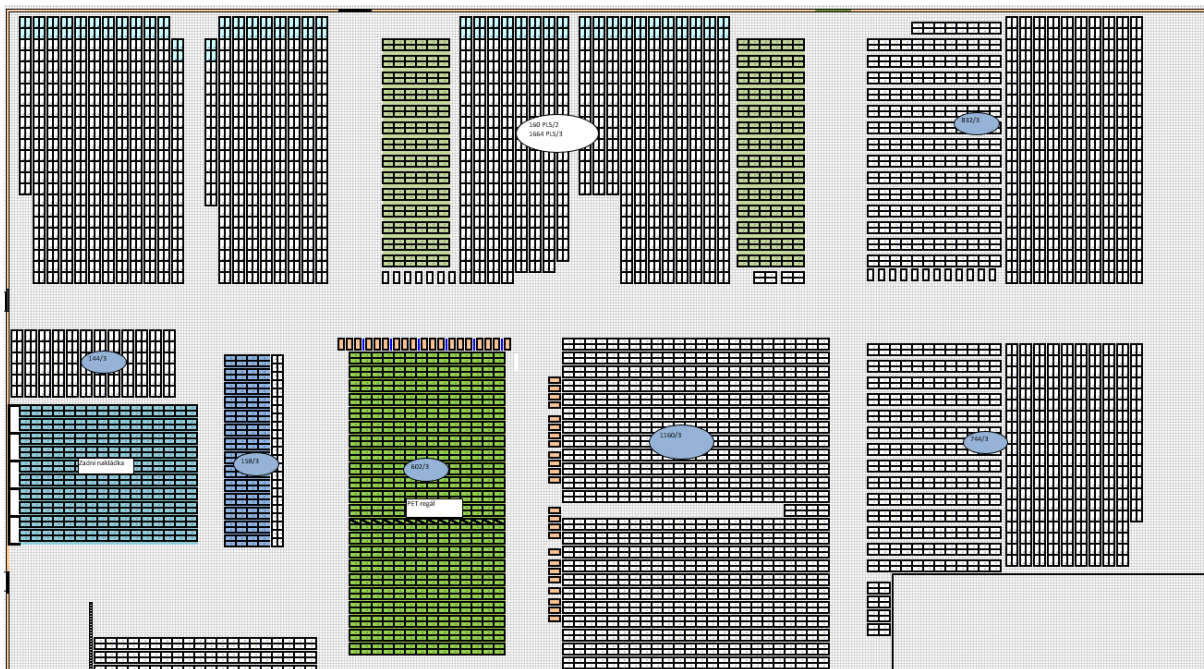 160 PLS/2
1664 PLS/3
832/3
144/3
1160/3
744/3
158/3
602/3
Zadní nakládka
PET regál